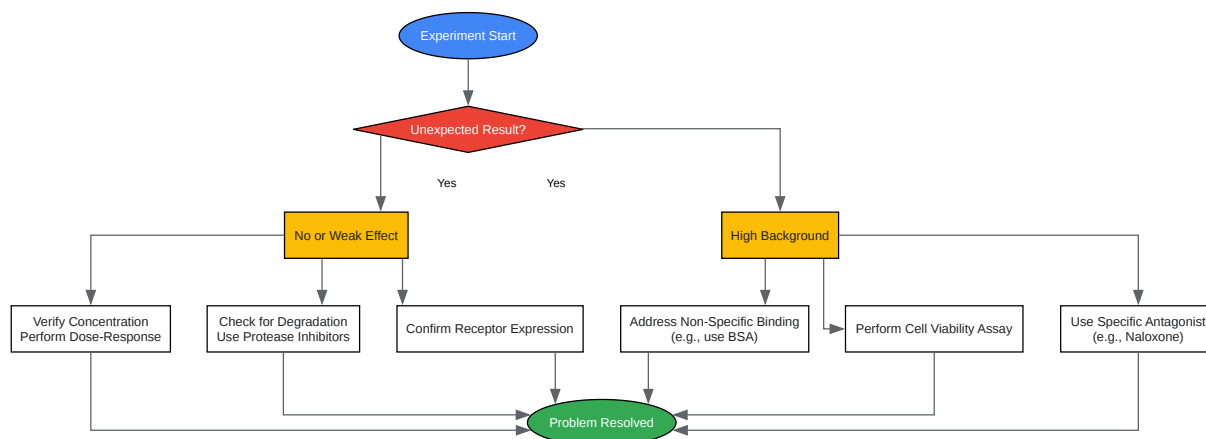 Experiment Start
Unexpected Result?
Yes
Yes
No or Weak Effect
High Background
Verify Concentration
Perform Dose-Response
Check for Degradation
Use Protease Inhibitors
Confirm Receptor Expression
Address Non-Specific Binding
(e.g., use BSA)
Perform Cell Viability Assay
Use Specific Antagonist
(e.g., Naloxone)
Problem Resolved